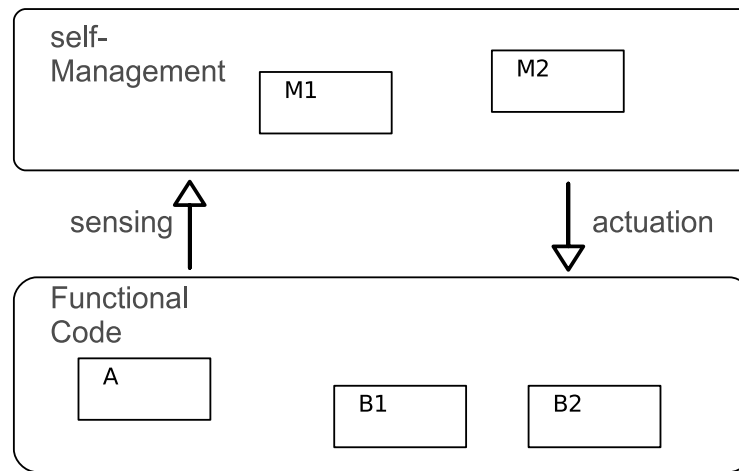 self-
Management
M1
M2
sensing
actuation
Functional
Code
A
B1
B2